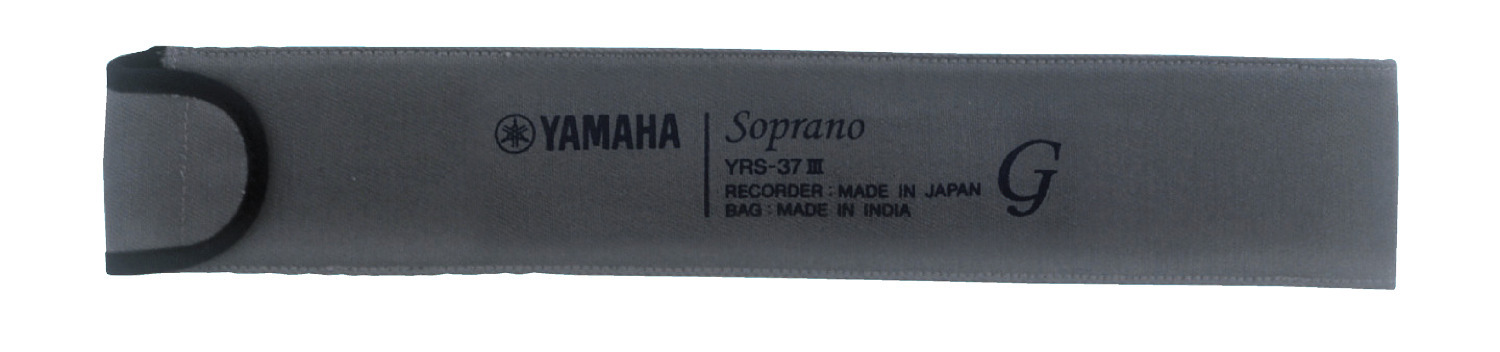 YAMAHA
Soprano
YRS-37 III
RECORDER : MADE IN JAPAN
BAG : MADE IN INDIA
G